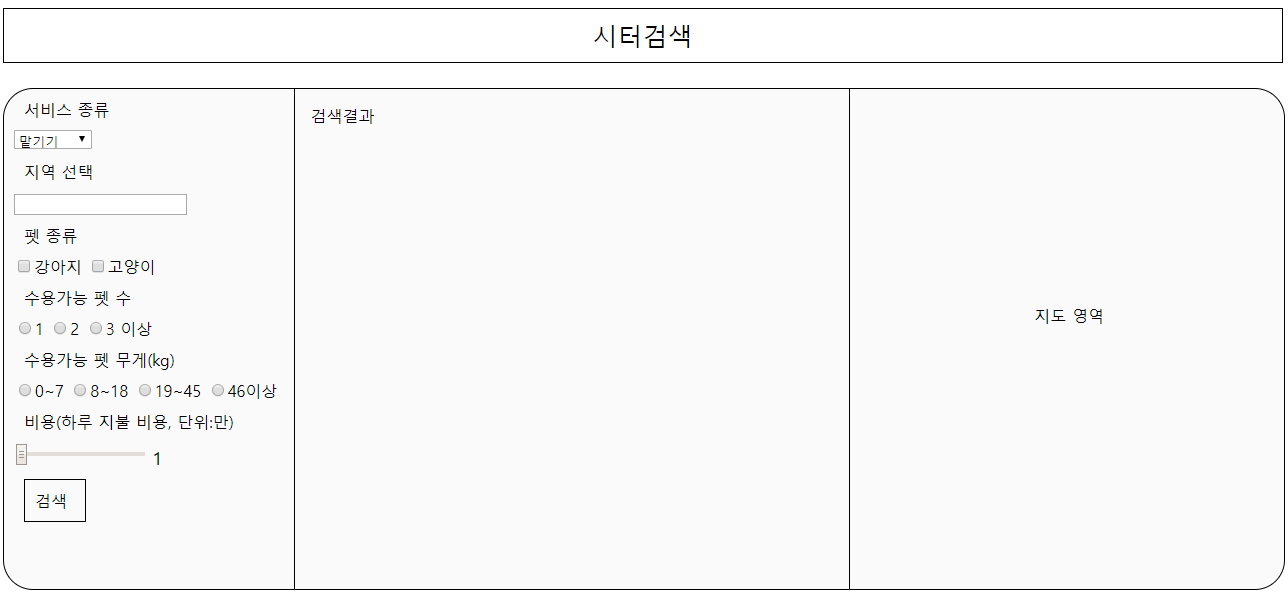 시터검색
서비스 종류
맡기기
지역 선택
펫 종류
강아지 고양이
수용가능 펫 수
1 2 3 이상
수용가능 펫 무게(kg)
0~7 8~18 19~45 46이상
비용(하루 지불 비용, 단위:만)
1
검색
검색결과
지도 영역